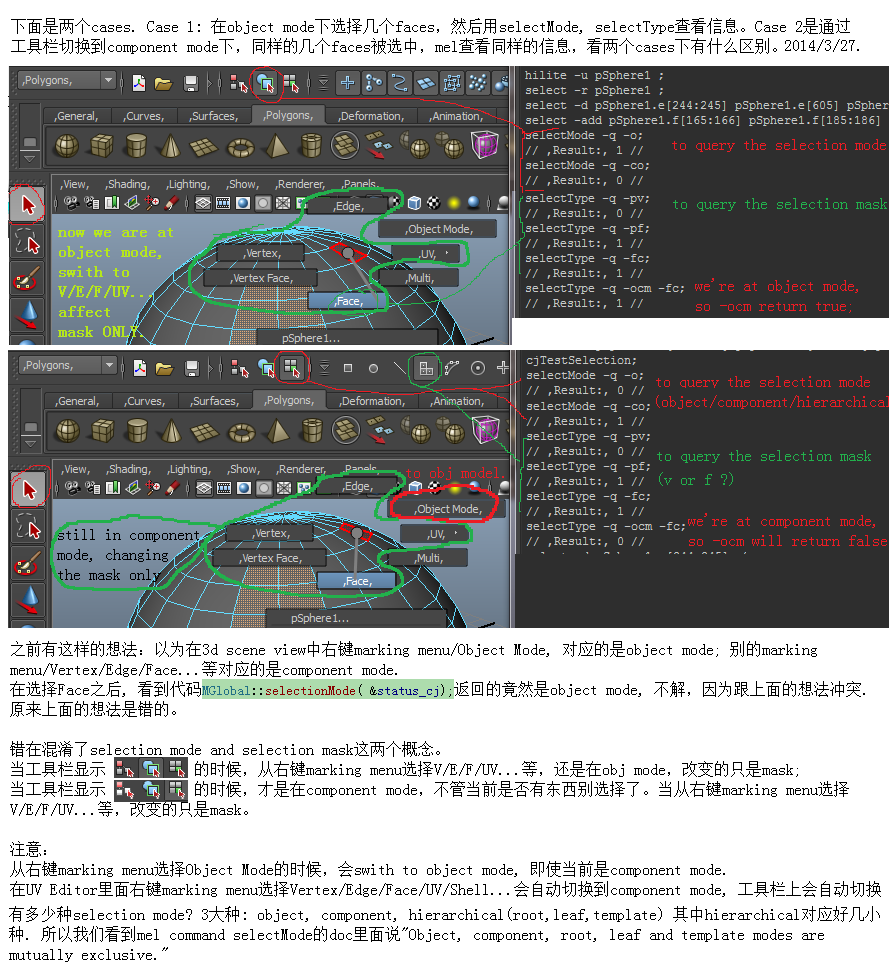 下面是两个cases. Case 1: 在object mode下选择几个faces, 然后用selectMode, selectType查看信息。Case 2是通过
工具栏切换到component mode下, 同样的几个faces被选中, mel查看同样的信息, 看两个cases下有什么区别。2014/3/27.
,Polygons,
,General,
,Curves,
,Surfaces,
,Polygons,
,Deformation,
,Animation,
,View,
,Shading,
,Lighting,
,Show,
,Renderer,
,Panels,
,Edge,
,Object Mode,
,Vertex,
,UV,
,Vertex Face,
,Multi,
,Face,
pSphere1...
now we are at
object mode,
swith to
V/E/F/UV...
affect
mask ONLY.
hilite -u pSphere1 ;
select -r pSphere1 ;
select -d pSphere1.e[244:245] pSphere1.e[605] pSpher
select -add pSphere1.f[165:166] pSphere1.f[185:186]
selectMode -q -o;
// ,Result:, 1 //
selectMode -q -co;
// ,Result:, 0 //
selectType -q -pv;
// ,Result:, 0 //
selectType -q -pf;
// ,Result:, 1 //
selectType -q -fc;
// ,Result:, 1 //
selectType -q -ocm -fc;
// ,Result:, 1 //
to query the selection mode
to query the selection mask
we're at object mode,
so -ocm return true;
,Polygons,
,General,
,Curves,
,Surfaces,
,Polygons,
,Deformation,
,Animation,
,View,
,Shading,
,Lighting,
,Show,
,Renderer,
,Panels,
to obj model.
,Edge,
,Object Mode,
,Vertex,
,UV,
,Vertex Face,
,Multi,
,Face,
pSphere1...
still in component
mode, changing
the mask only
cjTestSelection;
selectMode -q -o;
// ,Result:, 0 //
selectMode -q -co;
// ,Result:, 1 //
selectType -q -pv;
// ,Result:, 0 //
selectType -q -pf;
// ,Result:, 1 //
selectType -q -fc;
// ,Result:, 1 //
selectType -q -ocm -fc;
// ,Result:, 0 //
to query the selection mode
(object/component/hierarchical
to query the selection mask
(v or f ?)
we're at component mode,
so -ocm will return false
之前有这样的想法: 以为在3d scene view中右键marking menu/Object Mode, 对应的是object mode; 别的marking
menu/Vertex/Edge/Face...等对应的是component mode.
在选择Face之后, 看到代码MGlobal::selectionMode( &status_cj);返回的竟然是object mode, 不解, 因为跟上面的想法冲突.
原来上面的想法是错的。
错在混淆了selection mode and selection mask这两个概念。
当工具栏显示 的时候, 从右键marking menu选择V/E/F/UV...等, 还是在obj mode, 改变的只是mask;
当工具栏显示 的时候, 才是在component mode, 不管当前是否有东西别选择了。当从右键marking menu选择
V/E/F/UV...等, 改变的只是mask。
注意:
从右键marking menu选择Object Mode的时候, 会swith to object mode, 即使当前是component mode.
在UV Editor里面右键marking menu选择Vertex/Edge/Face/UV/Shell...会自动切换到component mode, 工具栏上会自动切换
有多少种selection mode? 3大种: object, component, hierarchical(root,leaf,template) 其中hierarchical对应好几小
种. 所以我们看到mel command selectMode的doc里面说"Object, component, root, leaf and template modes are
mutually exclusive."